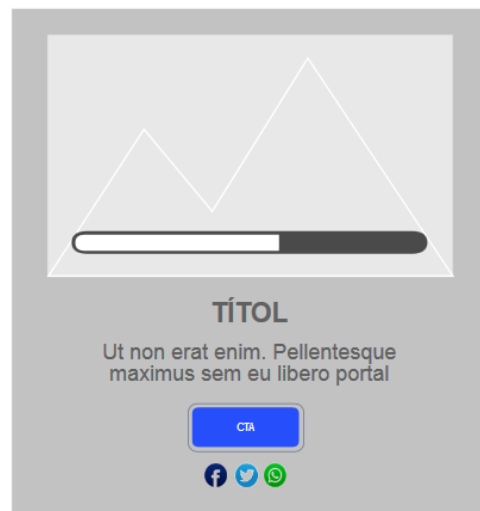 TÍTOL
Ut non erat enim. Pellentesque
maximus sem eu libero portal
CTA